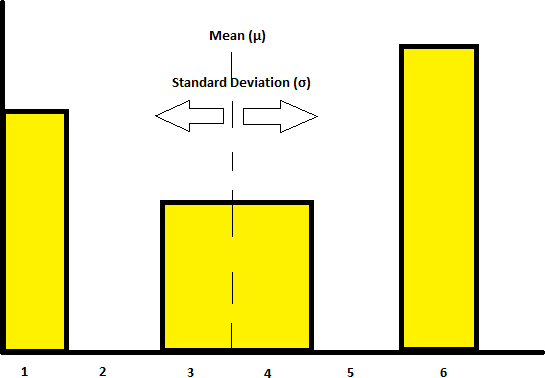 Mean (μ)
Standard Deviation (σ)
1 2 3 4 5 6